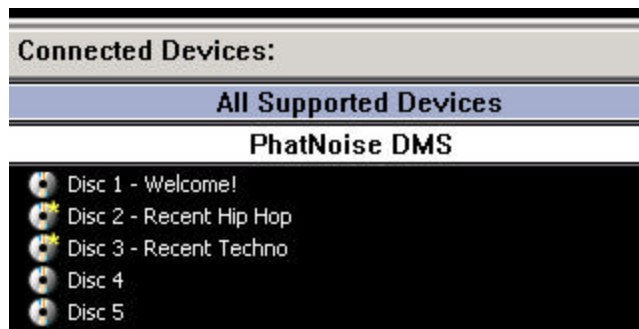 Connected Devices:
All Supported Devices
PhatNoise DMS
Disc 1 - Welcome!
Disc 2 - Recent Hip Hop
Disc 3 - Recent Techno
Disc 4
Disc 5